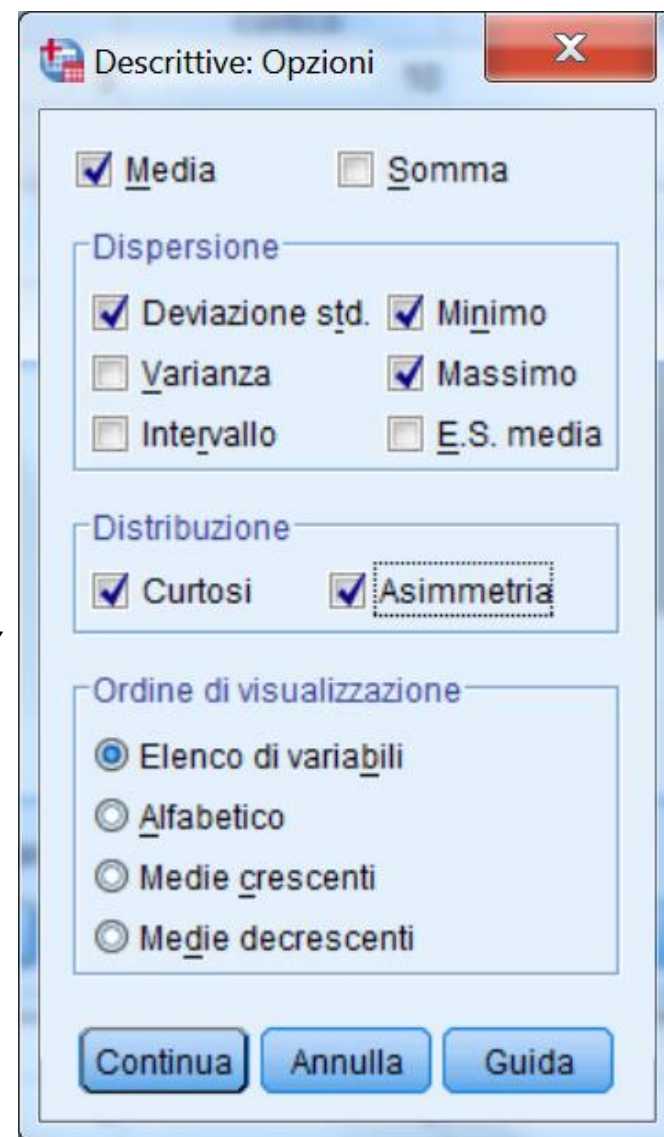 Descrittive: Opzioni
Media Somma
Dispersione
Deviazione std. Minimo
Varianza Massimo
Intervallo E.S. media
Distribuzione
Curtosi Asimmetria
Ordine di visualizzazione
Elenco di variabili
Alfabetico
Medie crescenti
Medie decrescenti
Continua Annulla Guida